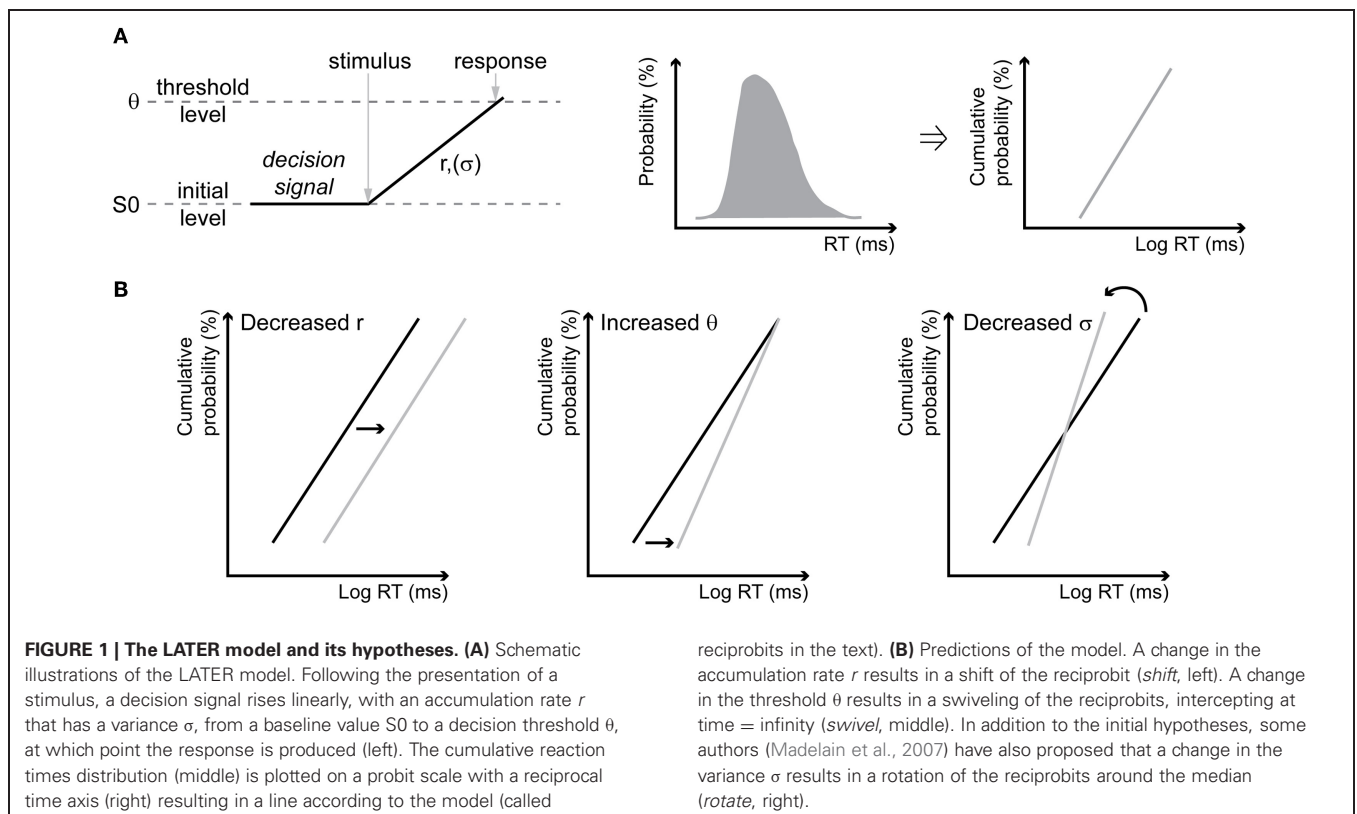 A
stimulus
response
θ
threshold
level
decision
signal
r,(σ)
S0
initial
level
Probability (%)
RT (ms)
⇒
Cumulative
probability (%)
Log RT (ms)
B
Decreased r
Cumulative
probability (%)
Log RT (ms)
Increased θ
Cumulative
probability (%)
Log RT (ms)
Decreased σ
Cumulative
probability (%)
Log RT (ms)
FIGURE 1 | The LATER model and its hypotheses. (A) Schematic
illustrations of the LATER model. Following the presentation of a
stimulus, a decision signal rises linearly, with an accumulation rate r
that has a variance σ, from a baseline value S0 to a decision threshold θ,
at which point the response is produced (left). The cumulative reaction
times distribution (middle) is plotted on a probit scale with a reciprocal
time axis (right) resulting in a line according to the model (called
reciprobits in the text). (B) Predictions of the model. A change in the
accumulation rate r results in a shift of the reciprobit (shift, left). A change
in the threshold θ results in a swiveling of the reciprobits, intercepting at
time = infinity (swivel, middle). In addition to the initial hypotheses, some
authors (Madelain et al., 2007) have also proposed that a change in the
variance σ results in a rotation of the reciprobits around the median
(rotate, right).